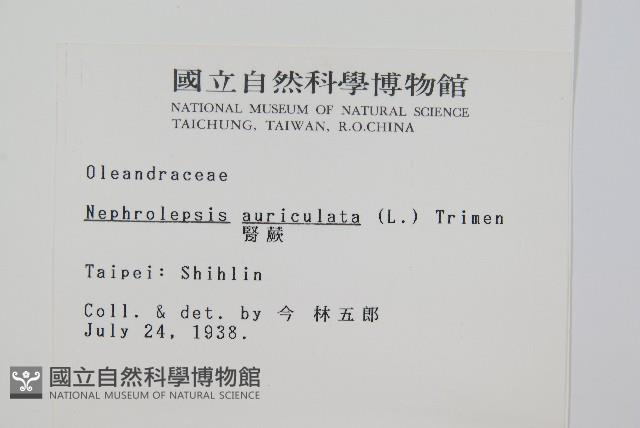 國立自然科學博物館
NATIONAL MUSEUM OF NATURAL SCIENCE
TAICHUNG, TAIWAN, R.O.CHINA
Oleandraceae
Nephrolepsis auriculata (L.) Trimen
腎蕨
Taipei: Shihlin
Coll. & det. by 今 林五郎
July 24, 1938.
國立自然科學博物館
NATIONAL MUSEUM OF NATURAL SCIENCE